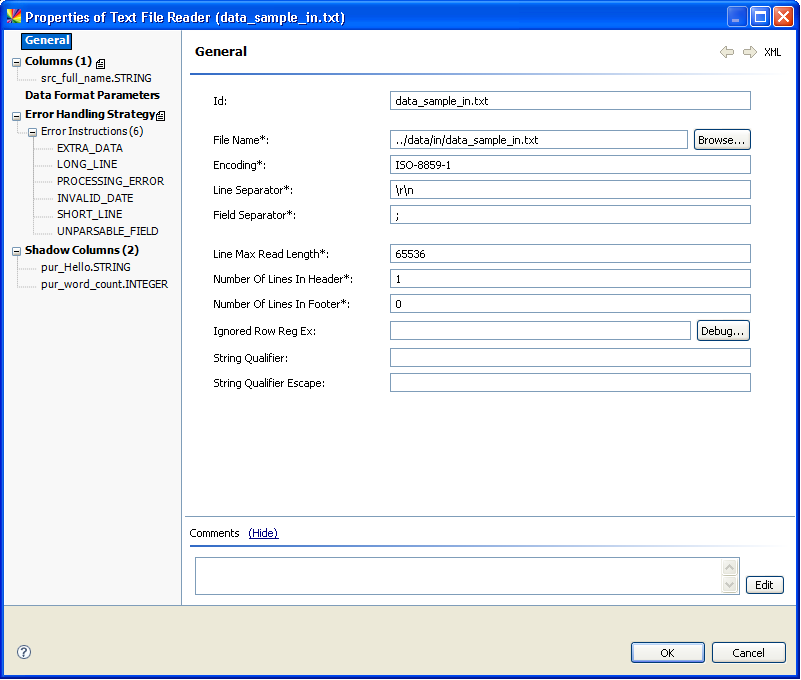 Properties of Text File Reader (data_sample_in.txt)
General
Columns (1)
src_full_name.STRING
Data Format Parameters
Error Handling Strategy
Error Instructions (6)
EXTRA_DATA
LONG_LINE
PROCESSING_ERROR
INVALID_DATE
SHORT_LINE
UNPARSABLE_FIELD
Shadow Columns (2)
pur_Hello.STRING
pur_word_count.INTEGER
General
XML
Id: data_sample_in.txt
File Name*: ../data/in/data_sample_in.txt Browse...
Encoding*: ISO-8859-1
Line Separator*: \r\n
Field Separator*: ;
Line Max Read Length*: 65536
Number Of Lines In Header*: 1
Number Of Lines In Footer*: 0
Ignored Row Reg Ex: Debug...
String Qualifier:
String Qualifier Escape:
Comments (Hide)
Edit
?
OK Cancel